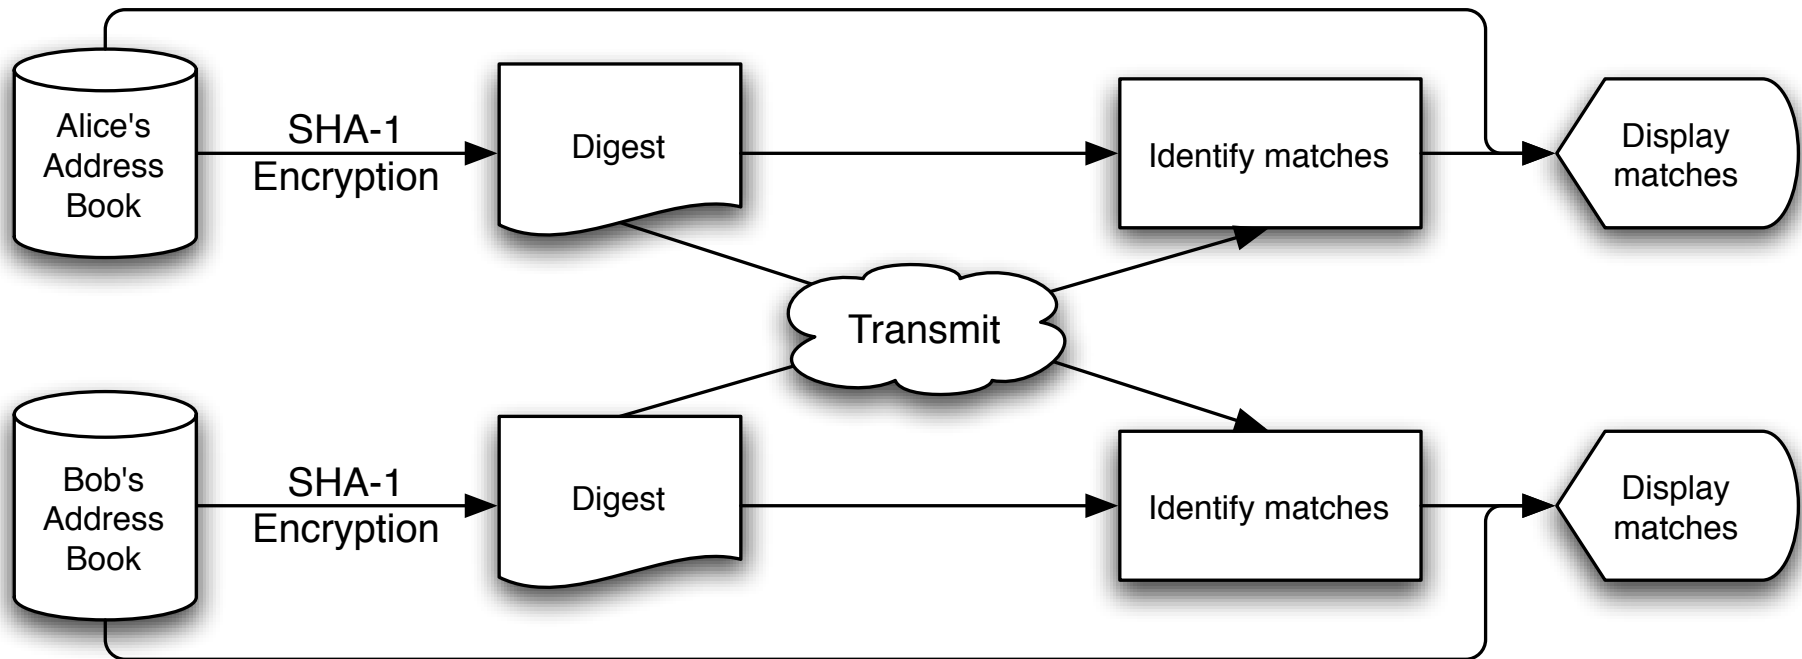 Alice's
Address
Book
SHA-1
Encryption
Digest
Identify matches
Display
matches
Transmit
Bob's
Address
Book
SHA-1
Encryption
Digest
Identify matches
Display
matches